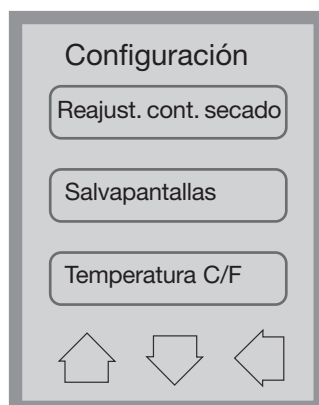 Configuración
Reajust. cont. secado
Salvapantallas
Temperatura C/F